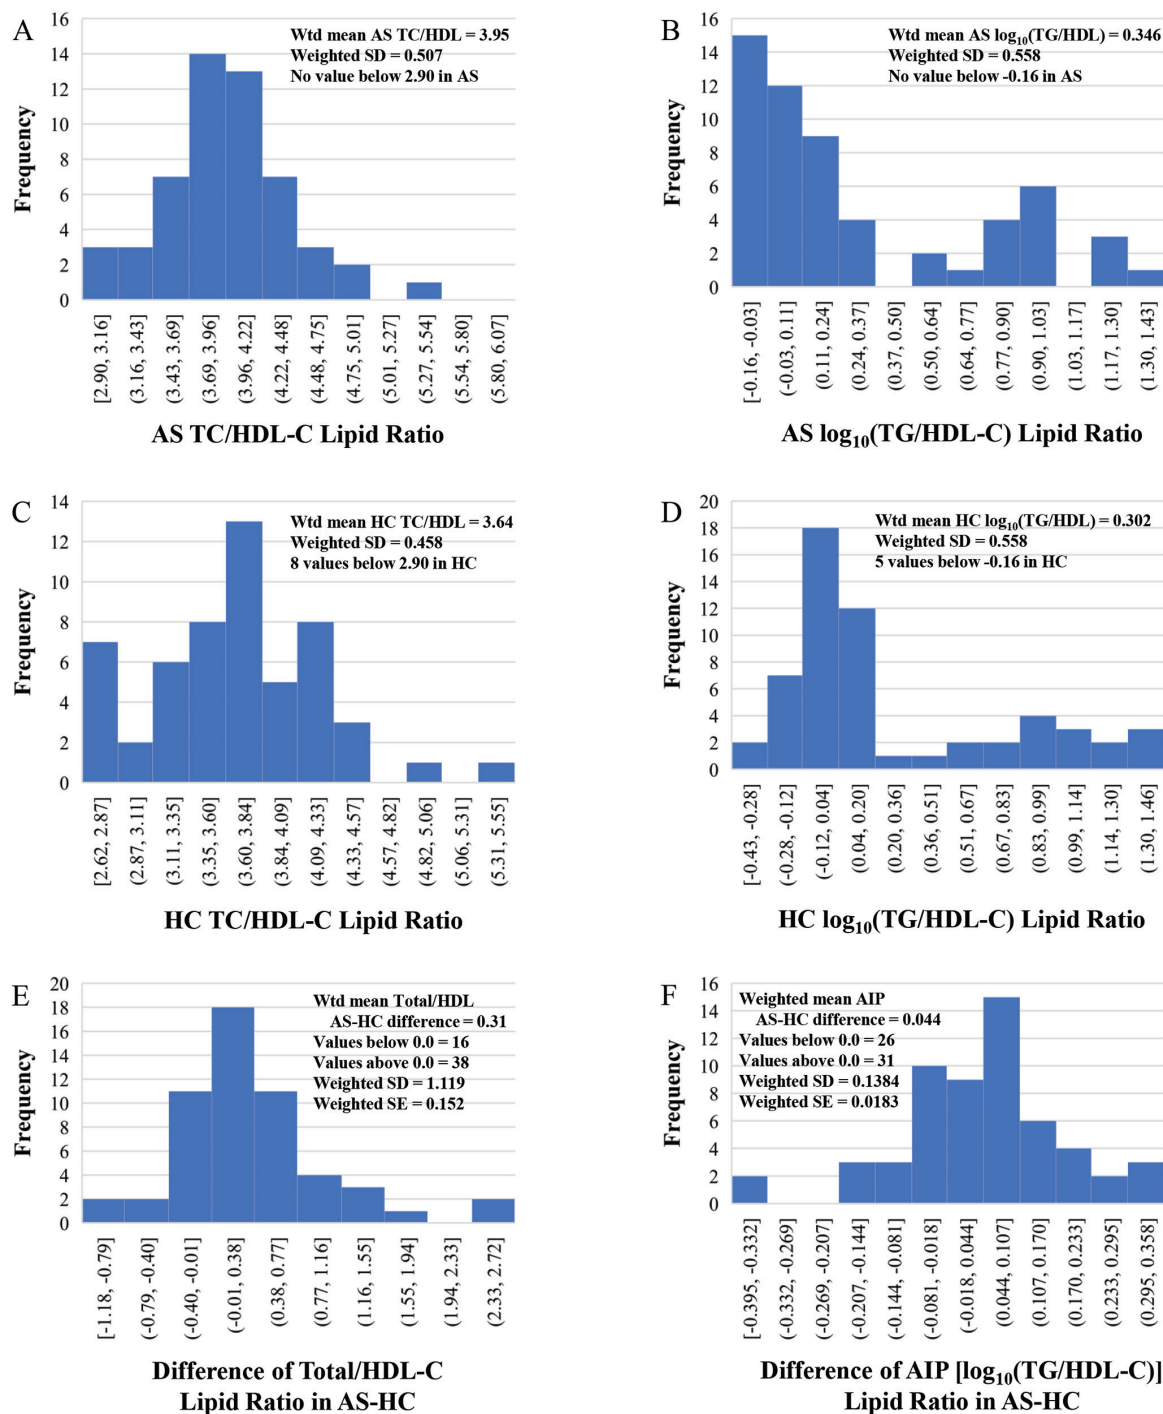 A
16
14
12
10
8
6
4
2
0
Frequency
Wtd mean AS TC/HDL = 3.95
Weighted SD = 0.507
No value below 2.90 in AS
[2.90, 3.16]
(3.16, 3.43]
(3.43, 3.69]
(3.69, 3.96]
(3.96, 4.22]
(4.22, 4.48]
(4.48, 4.75]
(4.75, 5.01]
(5.01, 5.27]
(5.27, 5.54]
(5.54, 5.80]
(5.80, 6.07]
AS TC/HDL-C Lipid Ratio
B
16
14
12
10
8
6
4
2
0
Frequency
Wtd mean AS log₁₀(TG/HDL) = 0.346
Weighted SD = 0.558
No value below -0.16 in AS
[-0.16, -0.03]
(-0.03, 0.11]
(0.11, 0.24]
(0.24, 0.37]
(0.37, 0.50]
(0.50, 0.64]
(0.64, 0.77]
(0.77, 0.90]
(0.90, 1.03]
(1.03, 1.17]
(1.17, 1.30]
(1.30, 1.43]
AS log₁₀(TG/HDL-C) Lipid Ratio
C
14
12
10
8
6
4
2
0
Frequency
Wtd mean HC TC/HDL = 3.64
Weighted SD = 0.458
8 values below 2.90 in HC
[2.62, 2.87]
(2.87, 3.11]
(3.11, 3.35]
(3.35, 3.60]
(3.60, 3.84]
(3.84, 4.09]
(4.09, 4.33]
(4.33, 4.57]
(4.57, 4.82]
(4.82, 5.06]
(5.06, 5.31]
(5.31, 5.55]
HC TC/HDL-C Lipid Ratio
D
20
18
16
14
12
10
8
6
4
2
0
Frequency
Wtd mean HC log₁₀(TG/HDL) = 0.302
Weighted SD = 0.558
5 values below -0.16 in HC
[-0.43, -0.28]
(-0.28, -0.12]
(-0.12, 0.04]
(0.04, 0.20]
(0.20, 0.36]
(0.36, 0.51]
(0.51, 0.67]
(0.67, 0.83]
(0.83, 0.99]
(0.99, 1.14]
(1.14, 1.30]
(1.30, 1.46]
HC log₁₀(TG/HDL-C) Lipid Ratio
E
20
18
16
14
12
10
8
6
4
2
0
Frequency
Wtd mean Total/HDL
AS-HC difference = 0.31
Values below 0.0 = 16
Values above 0.0 = 38
Weighted SD = 1.119
Weighted SE = 0.152
[-1.18, -0.79]
(-0.79, -0.40]
(-0.40, -0.01]
(-0.01, 0.38]
(0.38, 0.77]
(0.77, 1.16]
(1.16, 1.55]
(1.55, 1.94]
(1.94, 2.33]
(2.33, 2.72]
Difference of Total/HDL-C
Lipid Ratio in AS-HC
F
16
14
12
10
8
6
4
2
0
Frequency
Weighted mean AIP
AS-HC difference = 0.044
Values below 0.0 = 26
Values above 0.0 = 31
Weighted SD = 0.1384
Weighted SE = 0.0183
[-0.395, -0.332]
(-0.332, -0.269]
(-0.269, -0.207]
(-0.207, -0.144]
(-0.144, -0.081]
(-0.081, -0.018]
(-0.018, 0.044]
(0.044, 0.107]
(0.107, 0.170]
(0.170, 0.233]
(0.233, 0.295]
(0.295, 0.358]
Difference of AIP [log₁₀(TG/HDL-C)]
Lipid Ratio in AS-HC